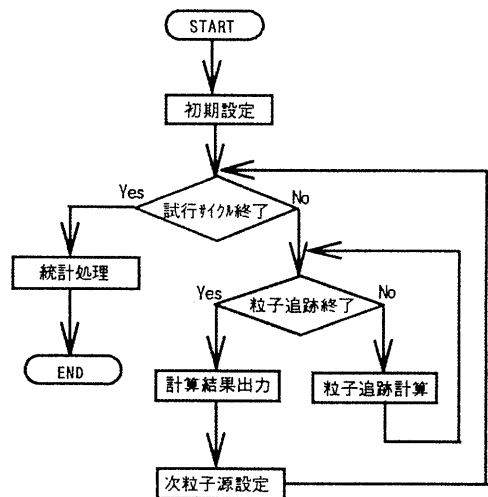 START
初期設定
Yes
試行ｻｲｸﾙ終了
No
統計処理
Yes
粒子追跡終了
No
END
計算結果出力
粒子追跡計算
次粒子源設定